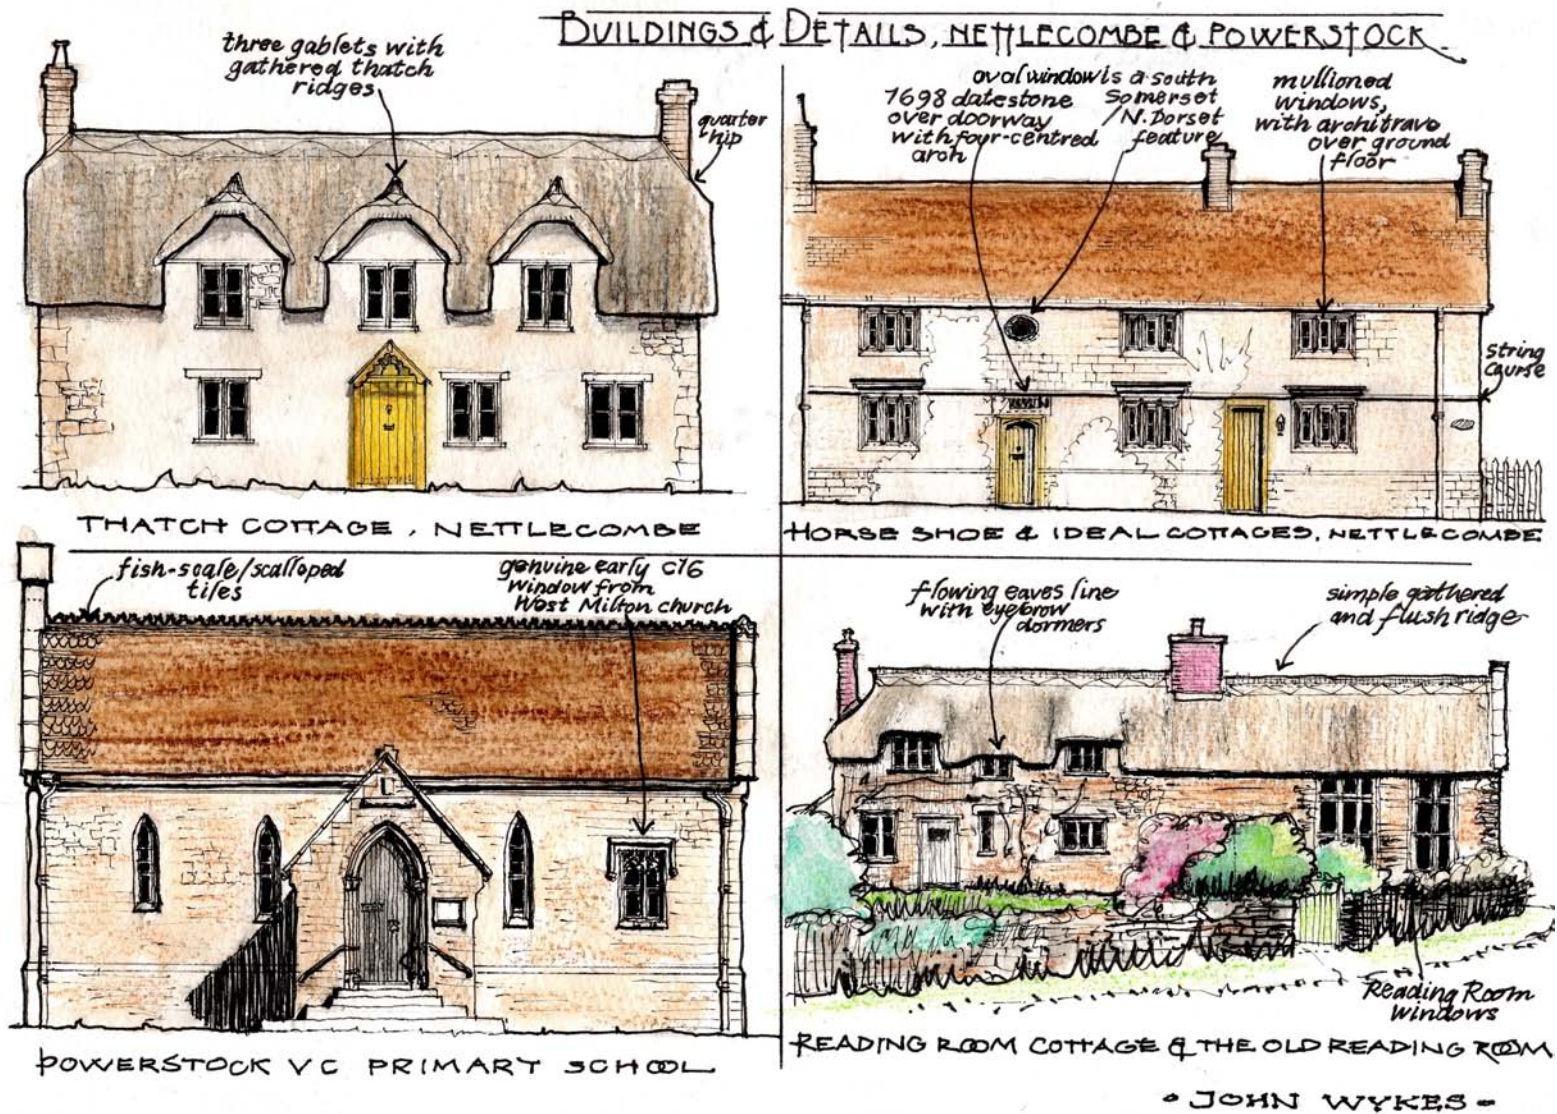 BUILDINGS & DETAILS, NETTLECOMBE & POWERSTOCK.
three gablets with
gathered thatch
ridges
quarter
hip
THATCH COTTAGE, NETTLECOMBE
1698 datestone
over doorway
with four-centred
arch
oval window is a south
Somerset
/N. Dorset
feature
mullioned
windows,
with architrave
over ground
floor
String
Course
HORSE SHOE & IDEAL COTTAGES, NETTLECOMBE
fish-scale/scalloped
tiles
genuine early C16
window from
West Milton church
POWERSTOCK VC PRIMARY SCHOOL
flowing eaves line
with eyebrow
dormers
simple gathered
and flush ridge
Reading Room
Windows
READING ROOM COTTAGE & THE OLD READING ROOM
• JOHN WYKES •